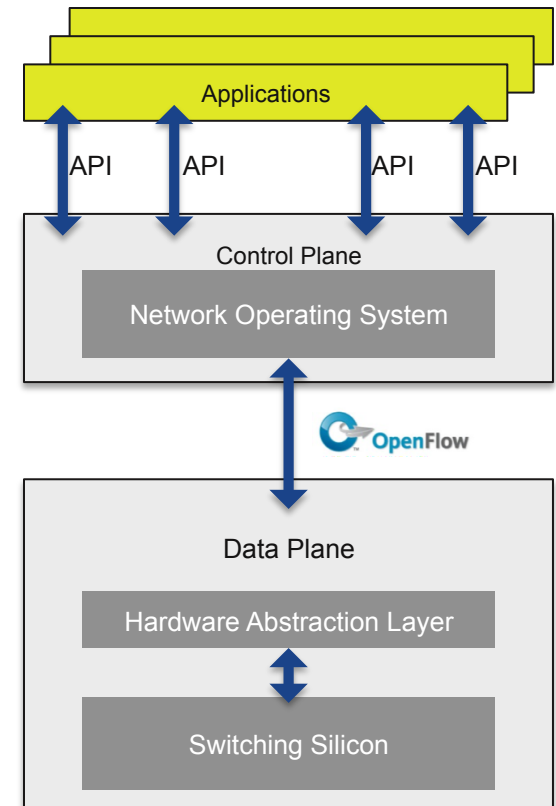 Applications
API API API API
Control Plane
Network Operating System
OpenFlow
Data Plane
Hardware Abstraction Layer
Switching Silicon